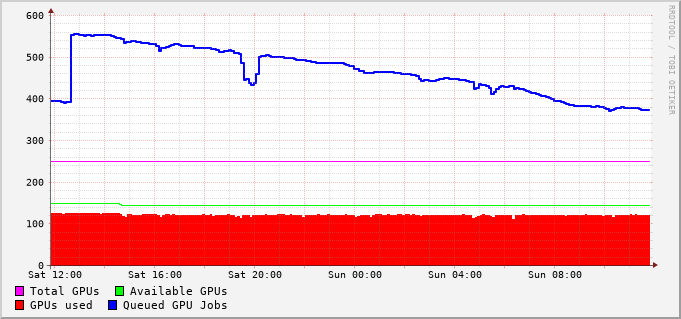 600
500
400
300
200
100
0
Sat 12:00 Sat 16:00 Sat 20:00 Sun 00:00 Sun 04:00 Sun 08:00
Total GPUs Available GPUs
GPUs used Queued GPU Jobs
RRDTOOL / TOBI OETIKER